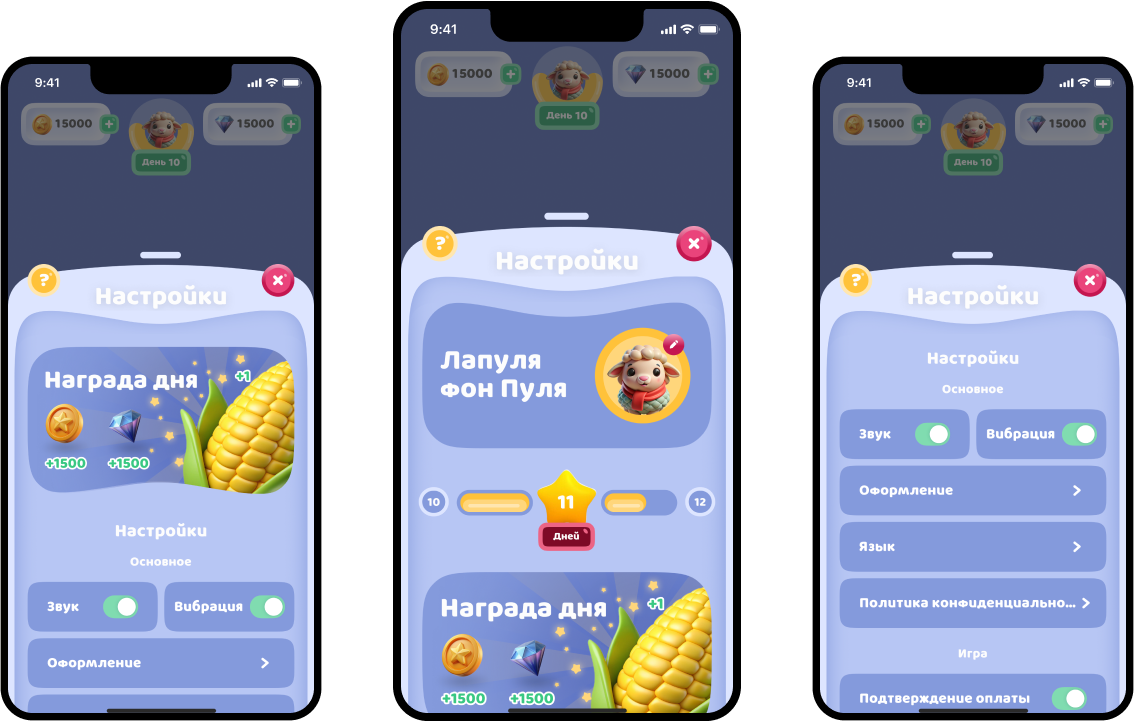 9:41
15000
15000
День 10
?
Настройки
Награда дня
+1
+1500
+1500
Настройки
Основное
Звук
Вибрация
Оформление
9:41
15000
15000
День 10
?
Настройки
Лапуля
фон Пуля
10
11
12
Дней
Награда дня
+1
+1500
+1500
9:41
15000
15000
День 10
?
Настройки
Настройки
Основное
Звук
Вибрация
Оформление
Язык
Политика конфиденциально...
Игра
Подтверждение оплаты